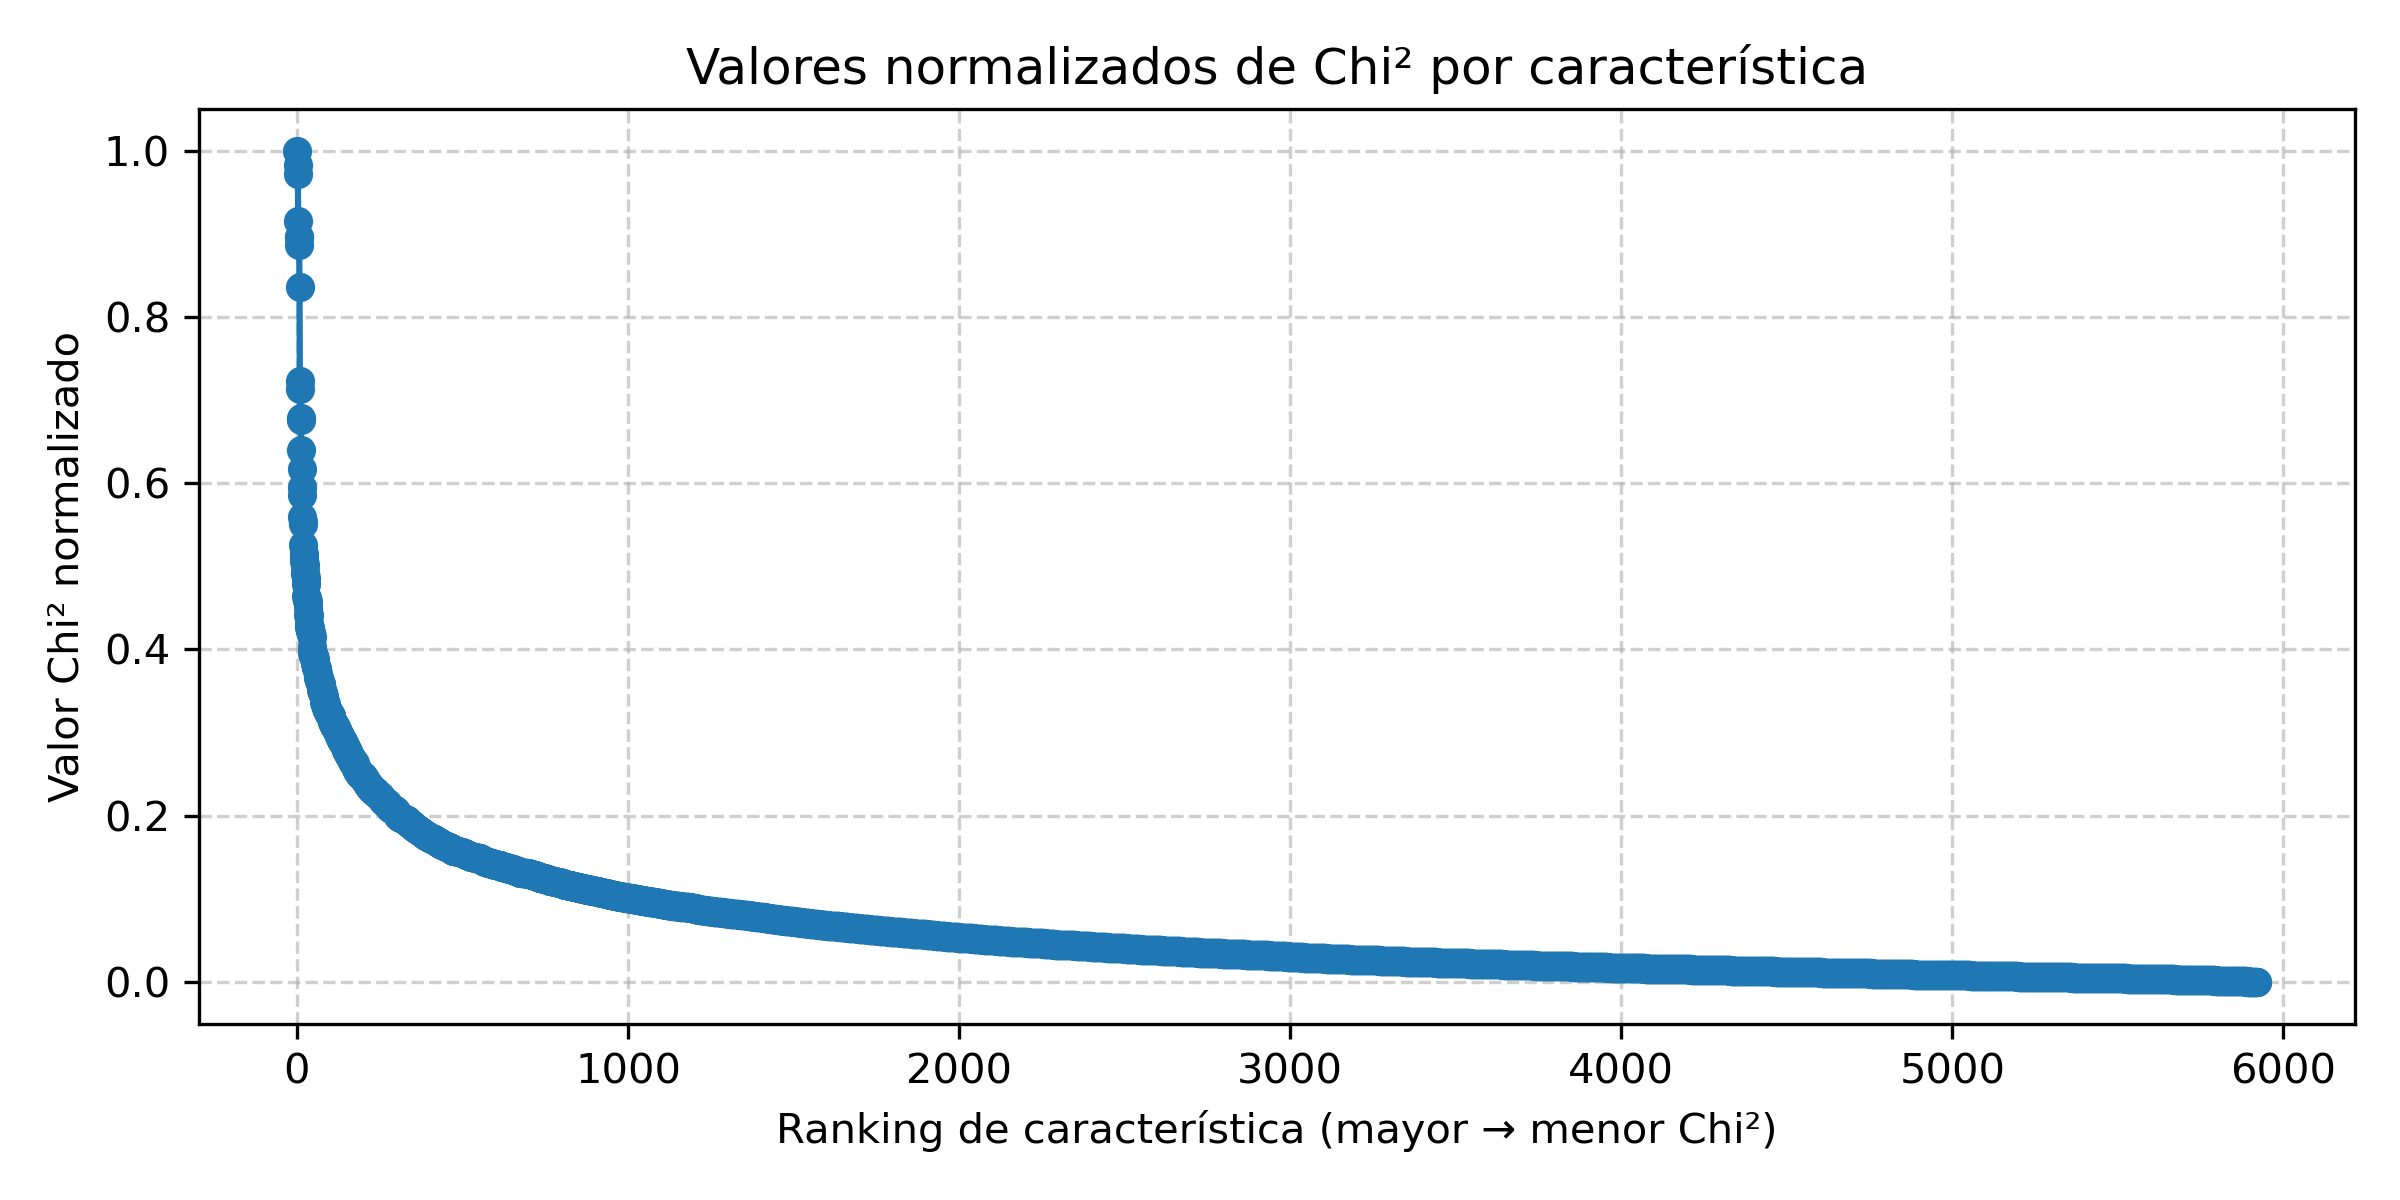 Valores normalizados de Chi² por característica
Valor Chi² normalizado
1.0
0.8
0.6
0.4
0.2
0.0
0 1000 2000 3000 4000 5000 6000
Ranking de característica (mayor → menor Chi²)